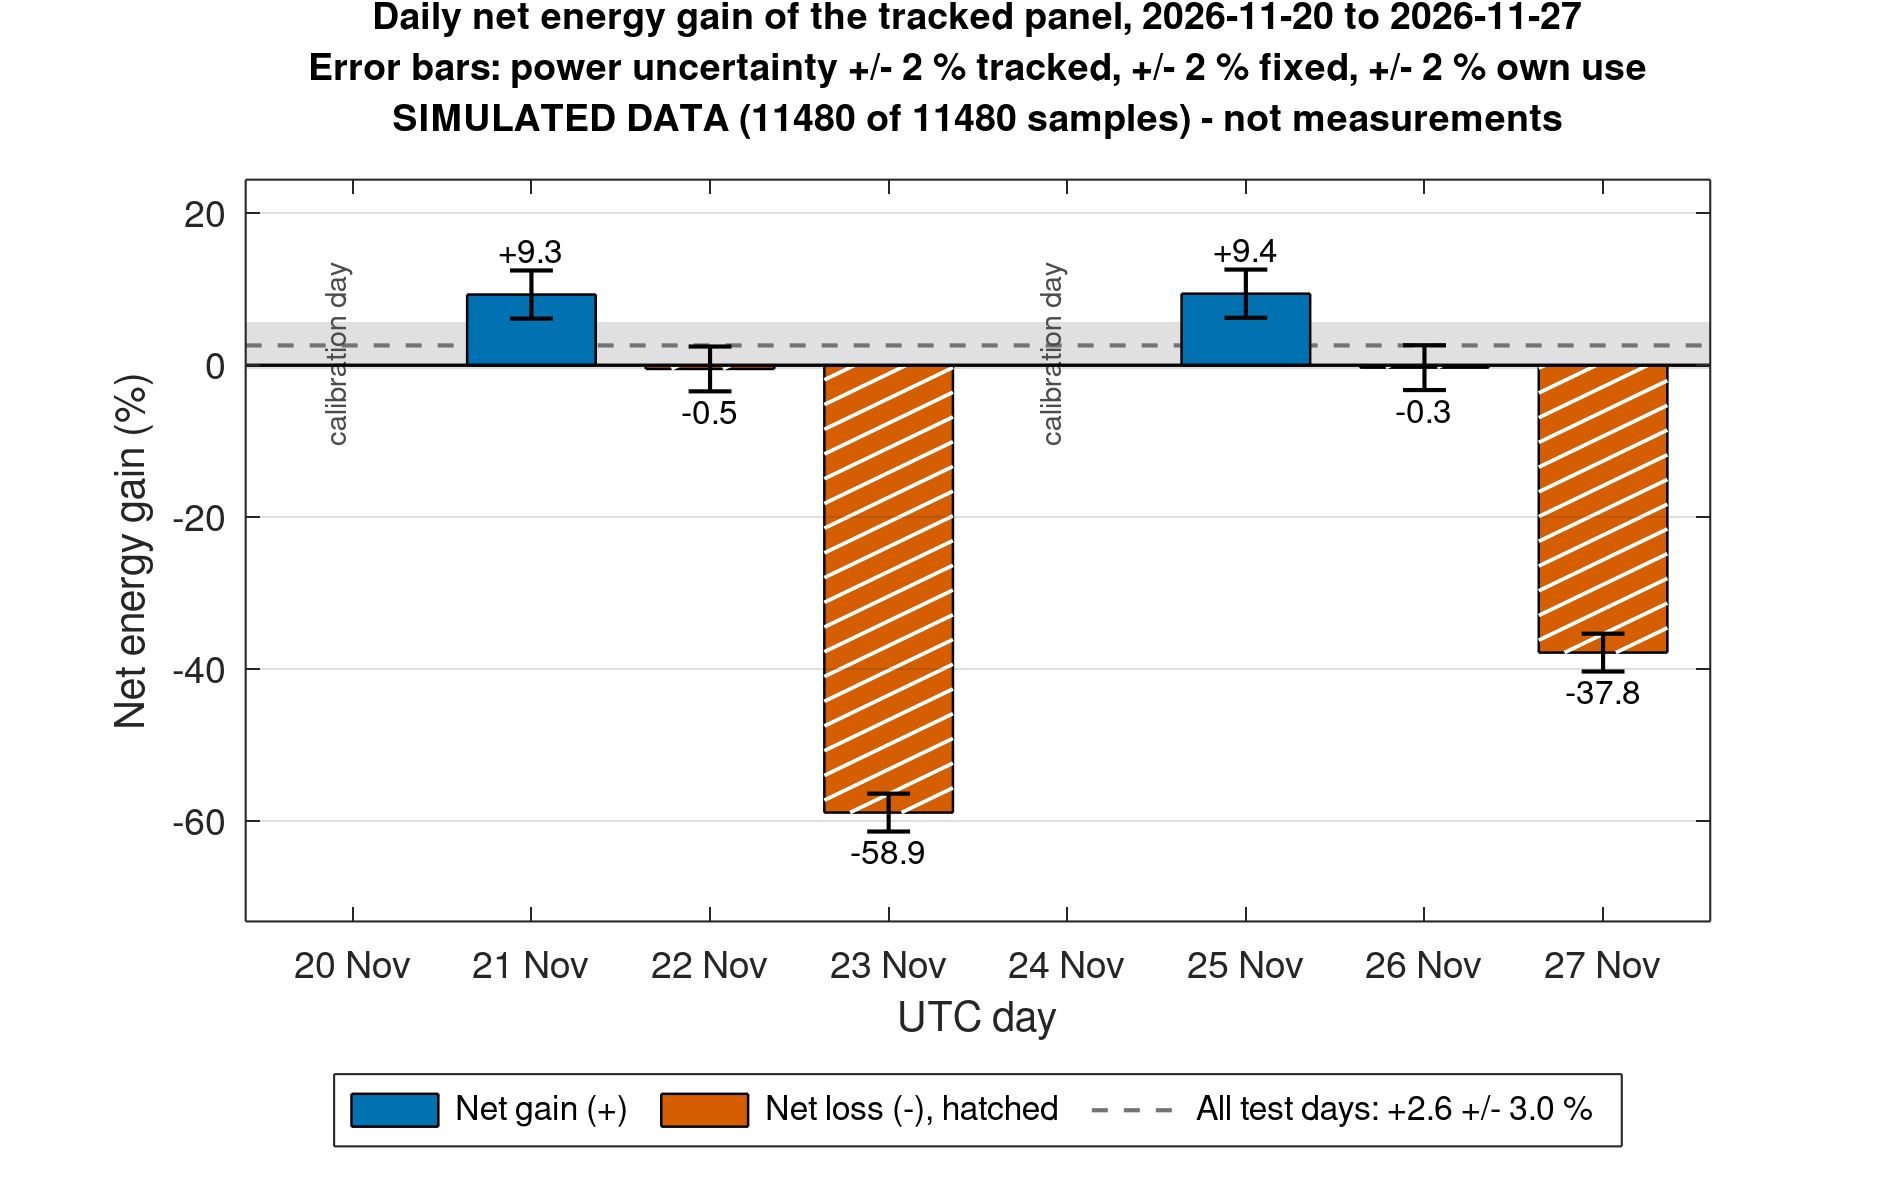 Daily net energy gain of the tracked panel, 2026-11-20 to 2026-11-27
Error bars: power uncertainty +/- 2 % tracked, +/- 2 % fixed, +/- 2 % own use
SIMULATED DATA (11480 of 11480 samples) - not measurements
Net energy gain (%)
20
0
-20
-40
-60
calibration day
+9.3
-0.5
-58.9
calibration day
+9.4
-0.3
-37.8
20 Nov
21 Nov
22 Nov
23 Nov
24 Nov
25 Nov
26 Nov
27 Nov
UTC day
Net gain (+)
Net loss (-), hatched
All test days: +2.6 +/- 3.0 %